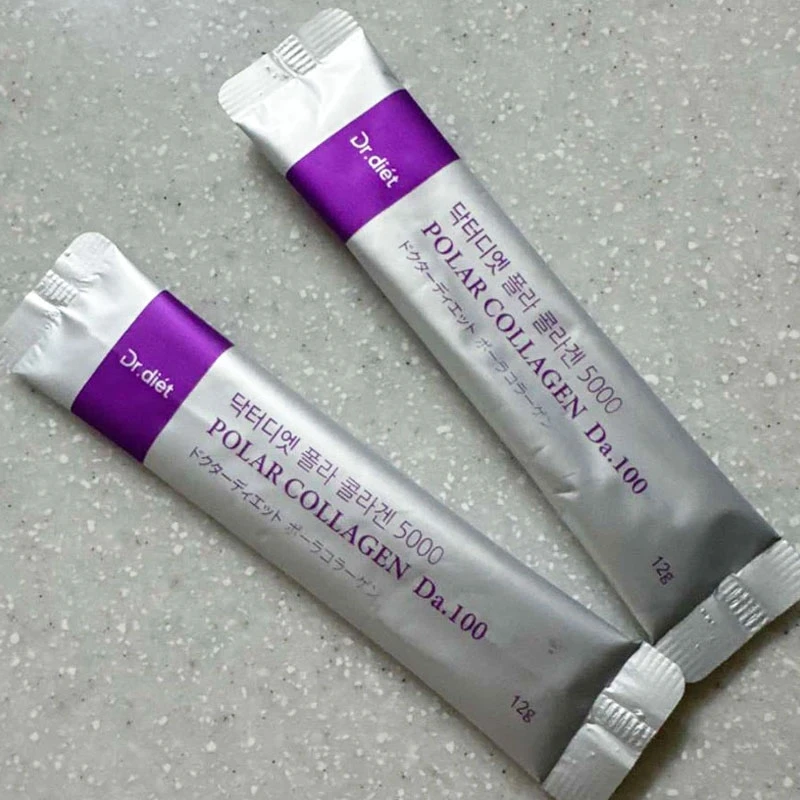 Dr.diét
닥터디엣 폴라 콜라겐 5000
POLAR COLLAGEN Da.100
ドクターディエット ポーラコラーゲン
12g
Dr.diét
닥터디엣 폴라 콜라겐 5000
POLAR COLLAGEN Da.100
ドクターディエット ポーラコラーゲン
12g